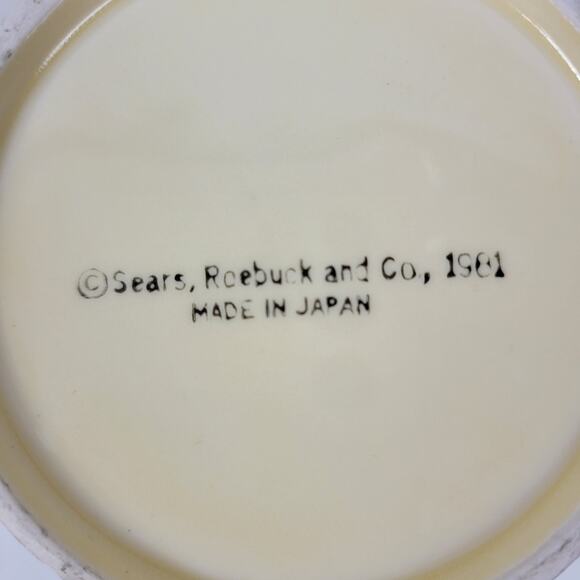 ©Sears, Roebuck and Co., 1981
MADE IN JAPAN